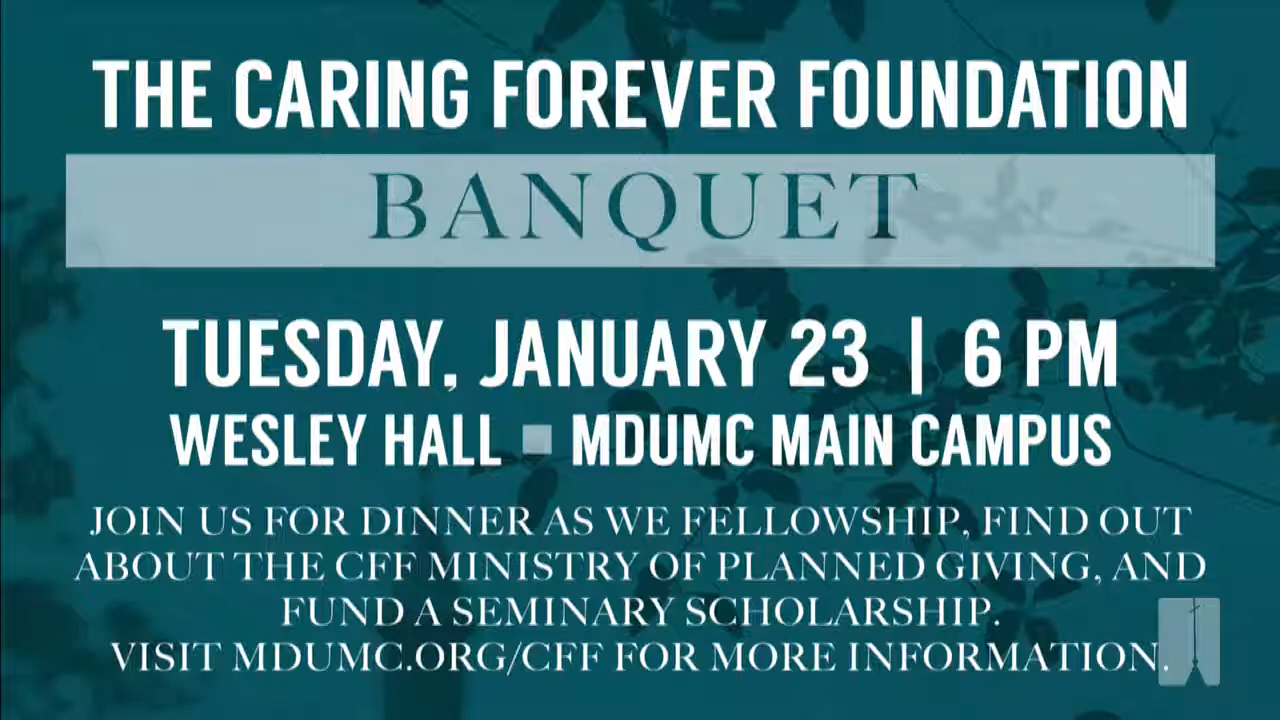 THE CARING FOREVER FOUNDATION
BANQUET
TUESDAY, JANUARY 23 | 6 PM
WESLEY HALL ■ MDUMC MAIN CAMPUS
JOIN US FOR DINNER AS WE FELLOWSHIP, FIND OUT
ABOUT THE CFF MINISTRY OF PLANNED GIVING, AND
FUND A SEMINARY SCHOLARSHIP.
VISIT MDUMC.ORG/CFF FOR MORE INFORMATION.